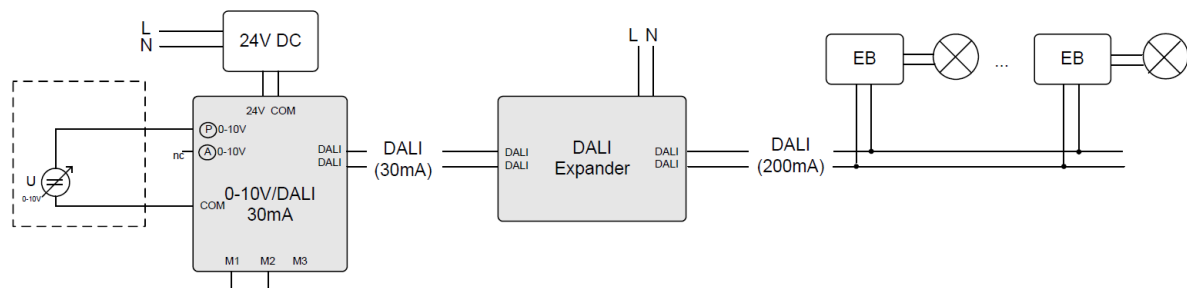 L
N
24V DC
L N
EB
...
EB
24V COM
P 0-10V
nc
A 0-10V
DALI
DALI
DALI
(30mA)
DALI
DALI
DALI
Expander
DALI
DALI
DALI
(200mA)
U
0-10V
0-10V/DALI
30mA
COM
M1 M2 M3